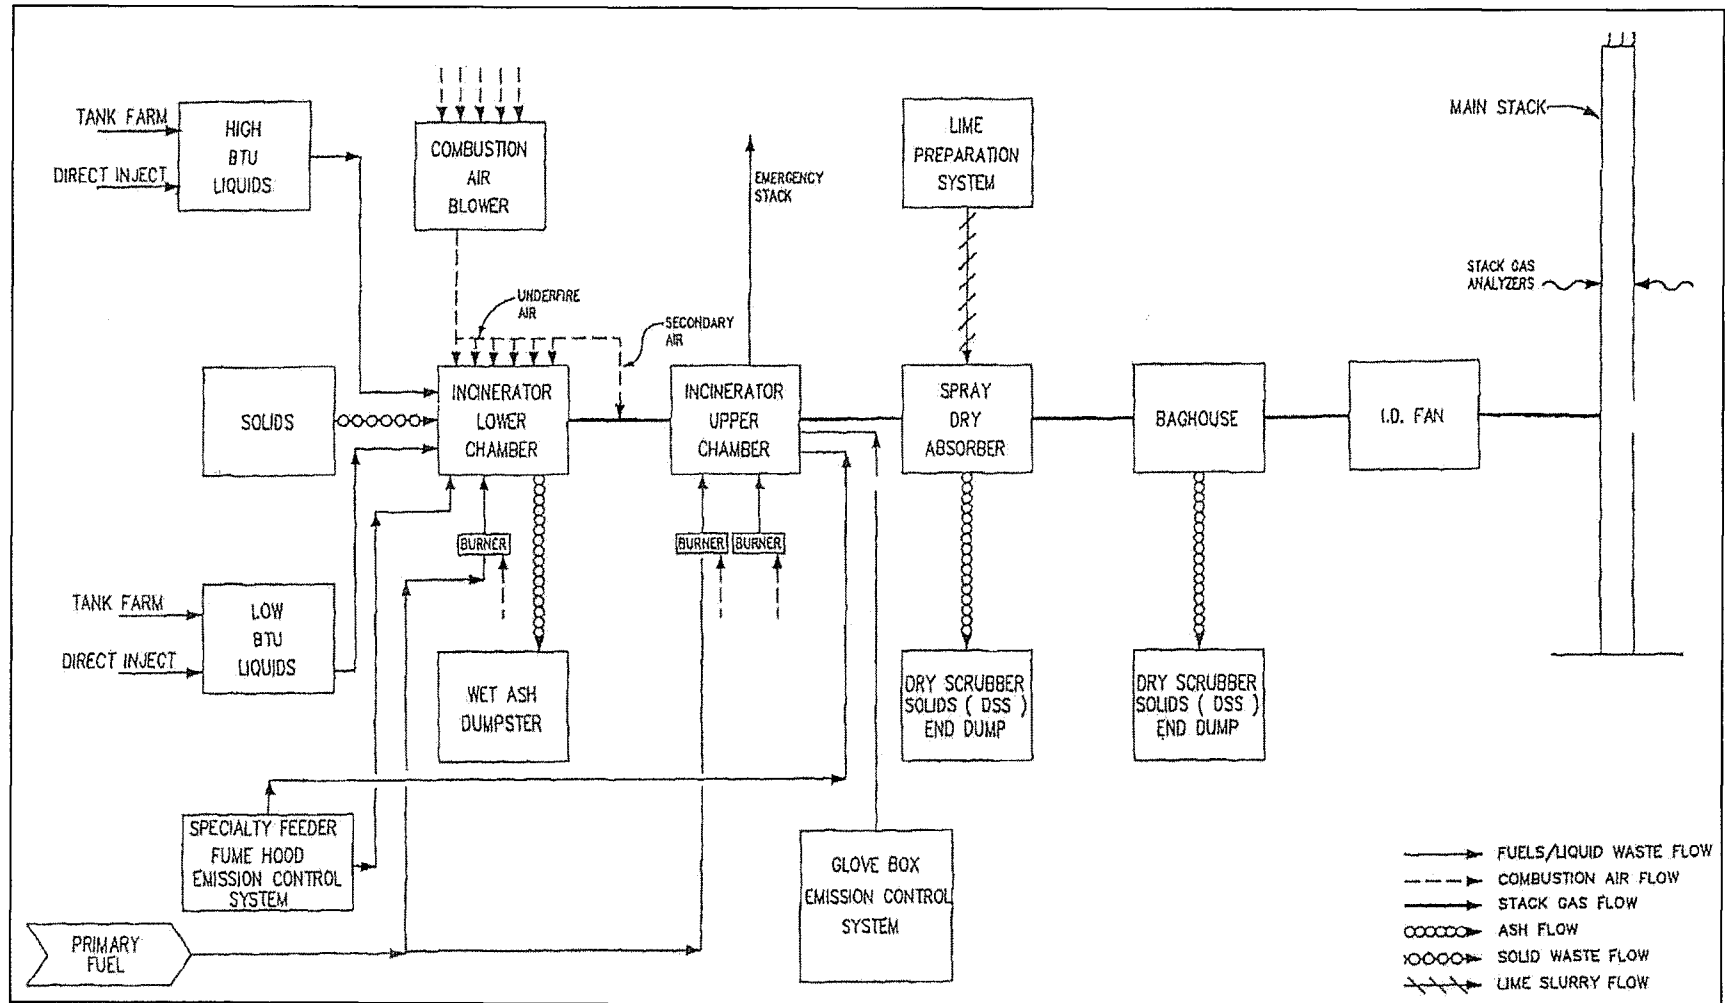 TANK FARM
DIRECT INJECT
HIGH
BTU
LIQUIDS
COMBUSTION
AIR
BLOWER
EMERGENCY
STACK
LIME
PREPARATION
SYSTEM
MAIN STACK
STACK GAS
ANALYZERS
UNDERFIRE
AIR
SECONDARY
AIR
SOLIDS
INCINERATOR
LOWER
CHAMBER
INCINERATOR
UPPER
CHAMBER
SPRAY
DRY
ABSORBER
BAGHOUSE
I.D. FAN
BURNER
BURNER
BURNER
TANK FARM
DIRECT INJECT
LOW
BTU
LIQUIDS
WET ASH
DUMPSTER
DRY SCRUBBER
SOLIDS ( DSS )
END DUMP
DRY SCRUBBER
SOLIDS ( DSS )
END DUMP
SPECIALTY FEEDER
FUME HOOD
EMISSION CONTROL
SYSTEM
GLOVE BOX
EMISSION CONTROL
SYSTEM
PRIMARY
FUEL
FUELS/LIQUID WASTE FLOW
COMBUSTION AIR FLOW
STACK GAS FLOW
ASH FLOW
SOLID WASTE FLOW
LIME SLURRY FLOW